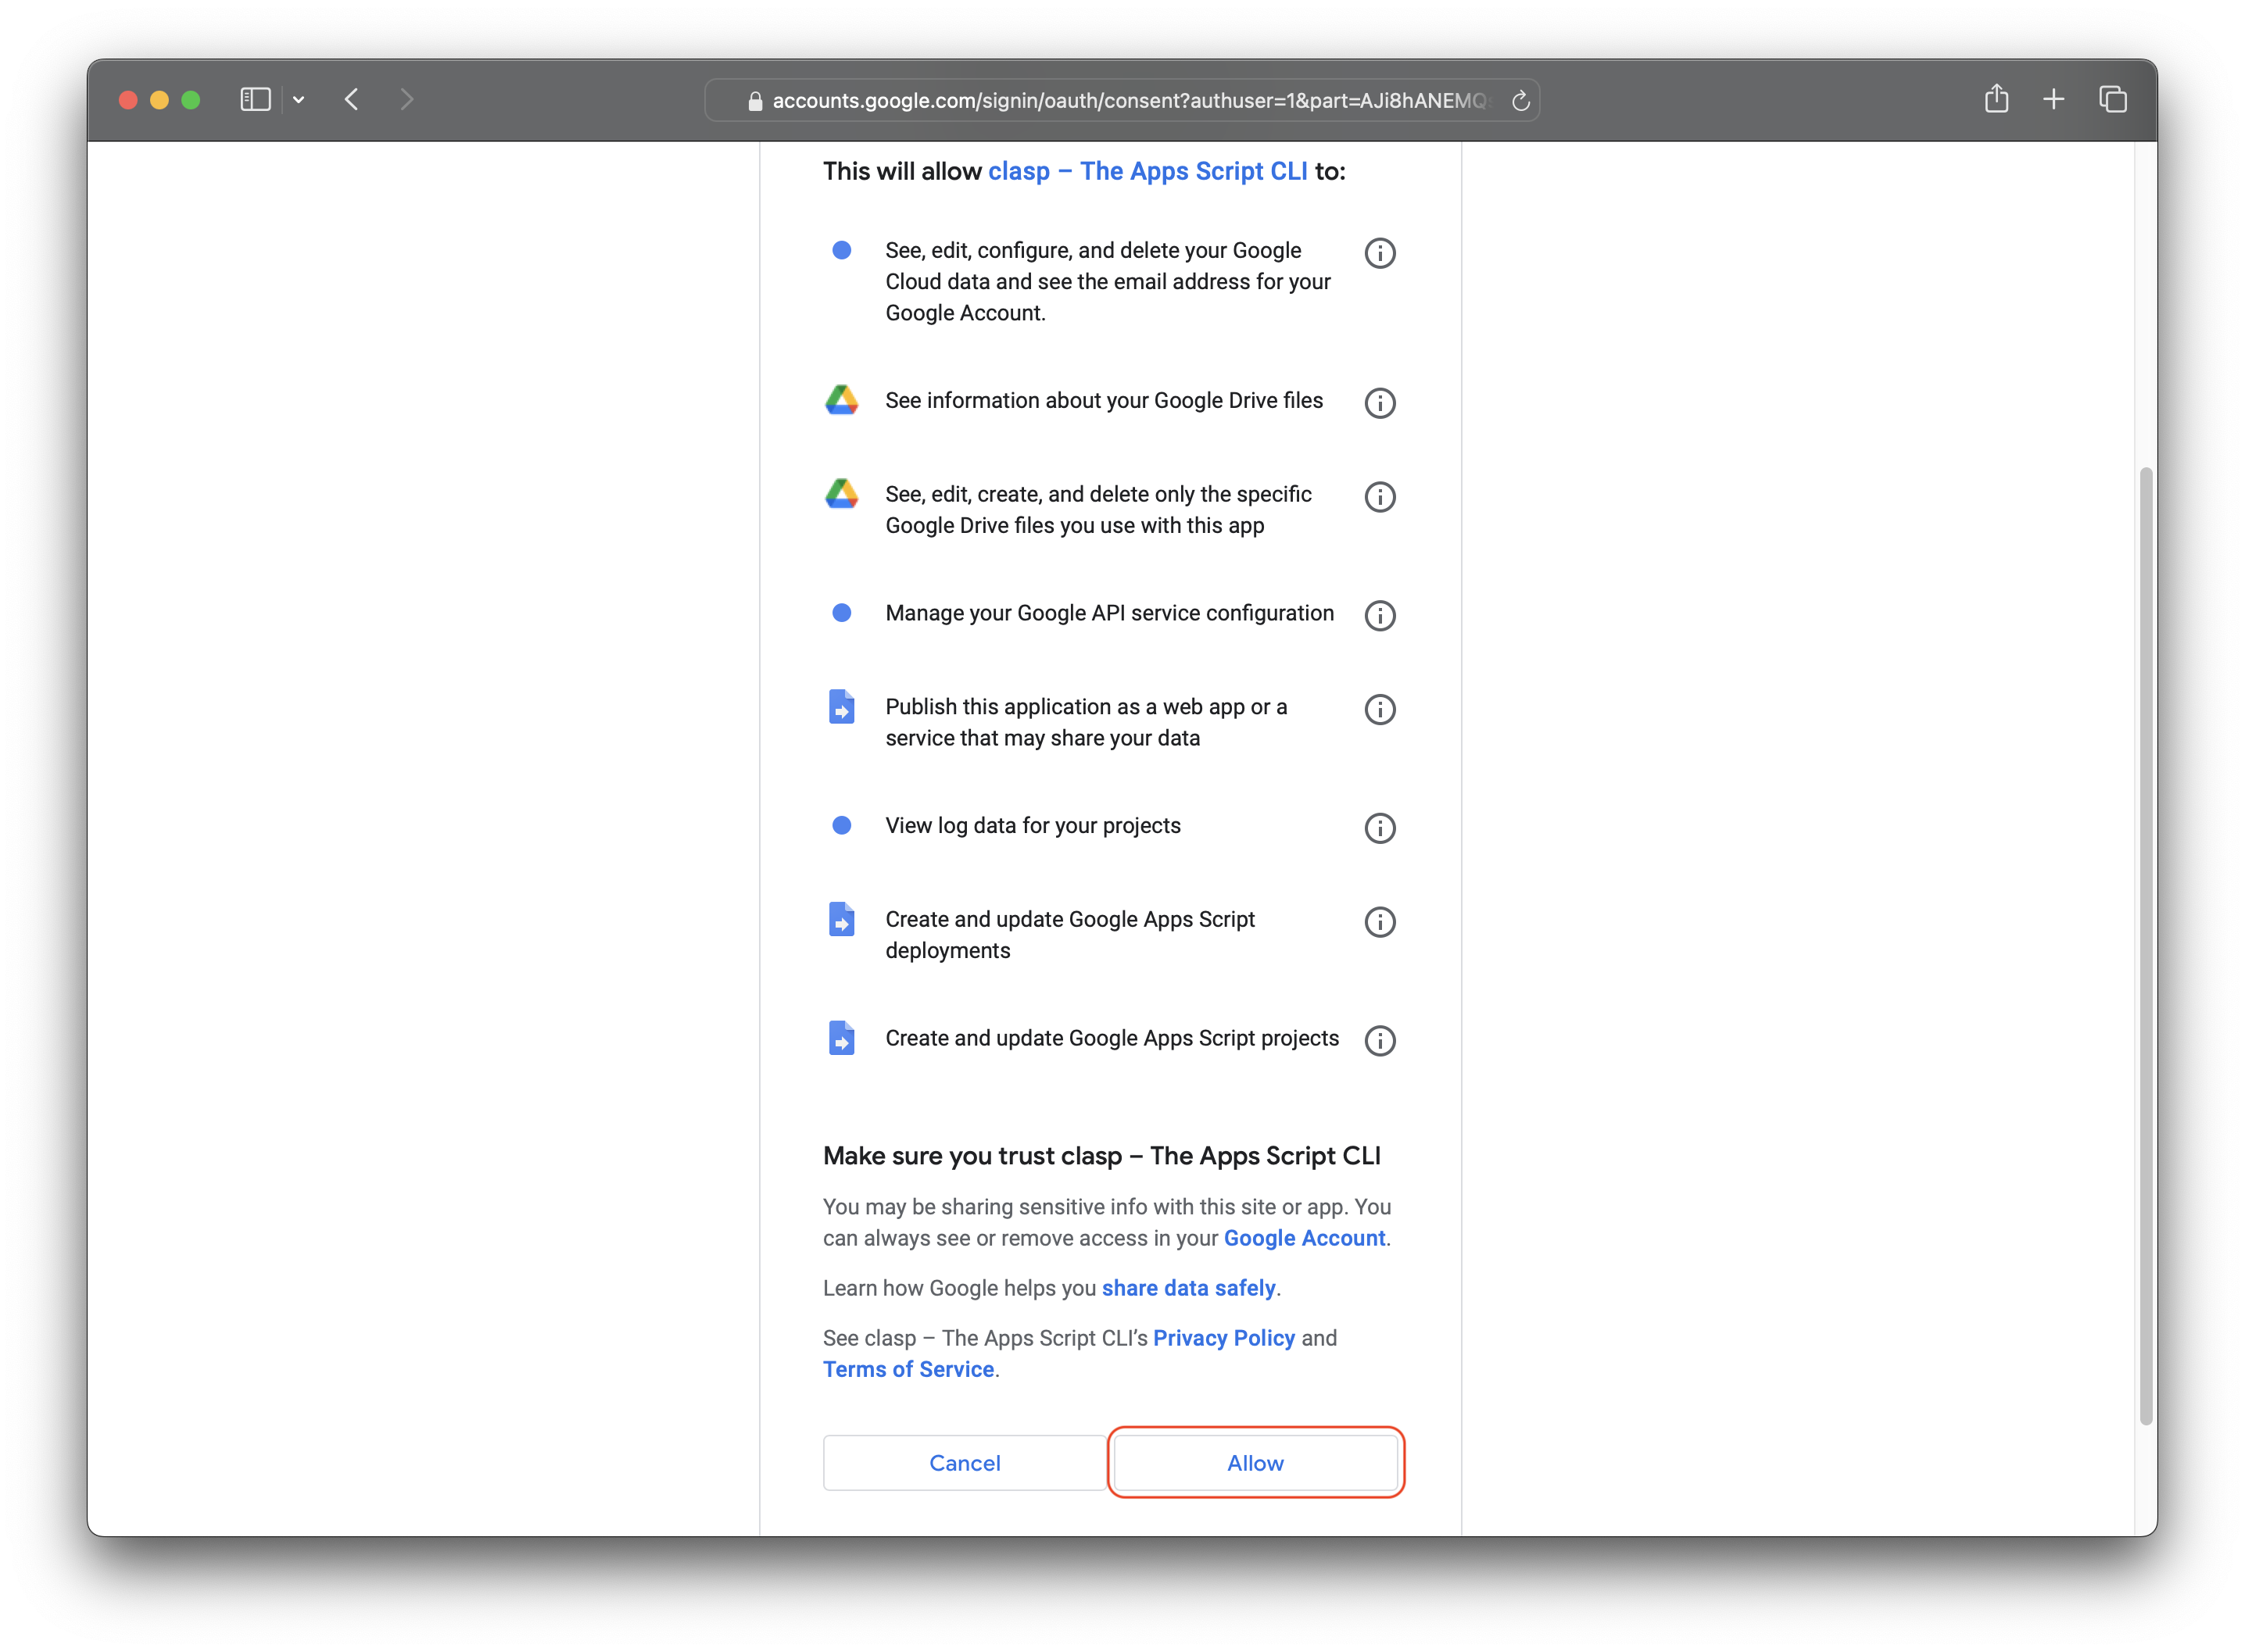 accounts.google.com/signin/oauth/consent?authuser=1&part=AJi8hANEMQ
This will allow clasp – The Apps Script CLI to:
See, edit, configure, and delete your Google
Cloud data and see the email address for your
Google Account.
See information about your Google Drive files
See, edit, create, and delete only the specific
Google Drive files you use with this app
Manage your Google API service configuration
Publish this application as a web app or a
service that may share your data
View log data for your projects
Create and update Google Apps Script
deployments
Create and update Google Apps Script projects
Make sure you trust clasp – The Apps Script CLI
You may be sharing sensitive info with this site or app. You
can always see or remove access in your Google Account.
Learn how Google helps you share data safely.
See clasp – The Apps Script CLI’s Privacy Policy and
Terms of Service.
Cancel Allow